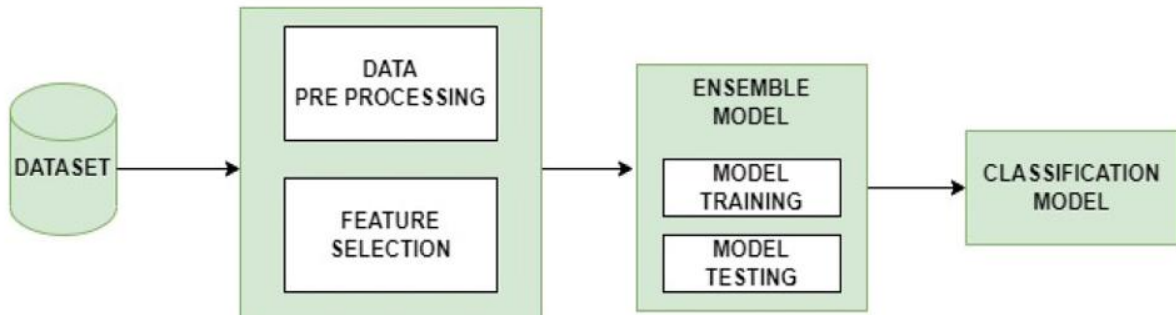 DATASET
DATA
PRE PROCESSING
FEATURE
SELECTION
ENSEMBLE
MODEL
MODEL
TRAINING
MODEL
TESTING
CLASSIFICATION
MODEL